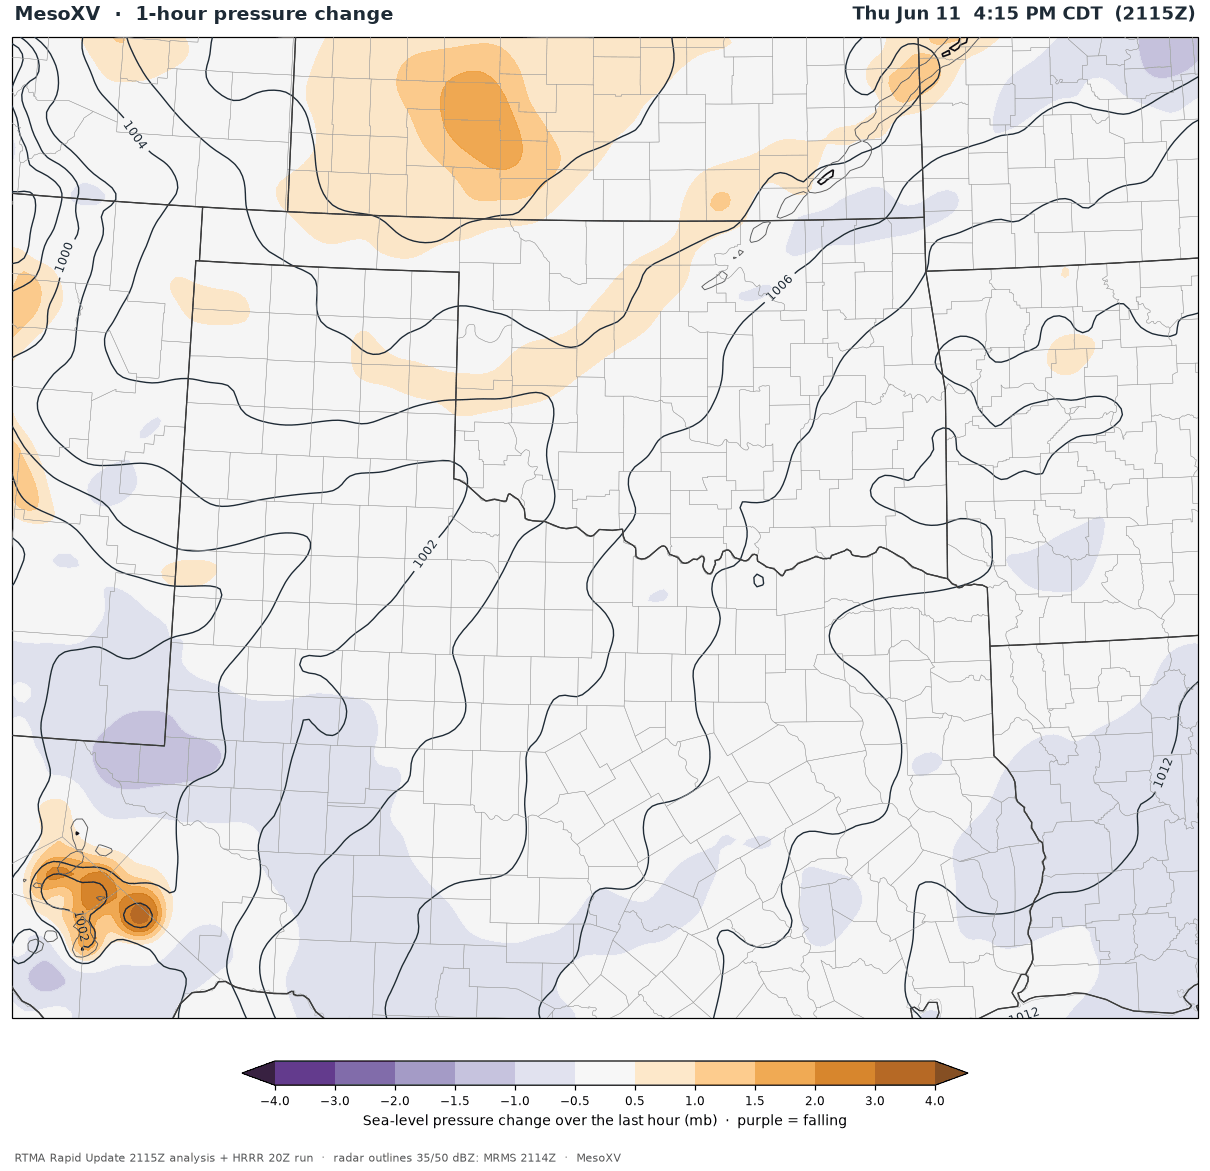 MesoXV · 1-hour pressure change
Thu Jun 11 4:15 PM CDT (2115Z)
1004
1000
1006
1002
1012
1002
1012
−4.0 −3.0 −2.0 −1.5 −1.0 −0.5 0.5 1.0 1.5 2.0 3.0 4.0
Sea-level pressure change over the last hour (mb) · purple = falling
RTMA Rapid Update 2115Z analysis + HRRR 20Z run · radar outlines 35/50 dBZ: MRMS 2114Z · MesoXV